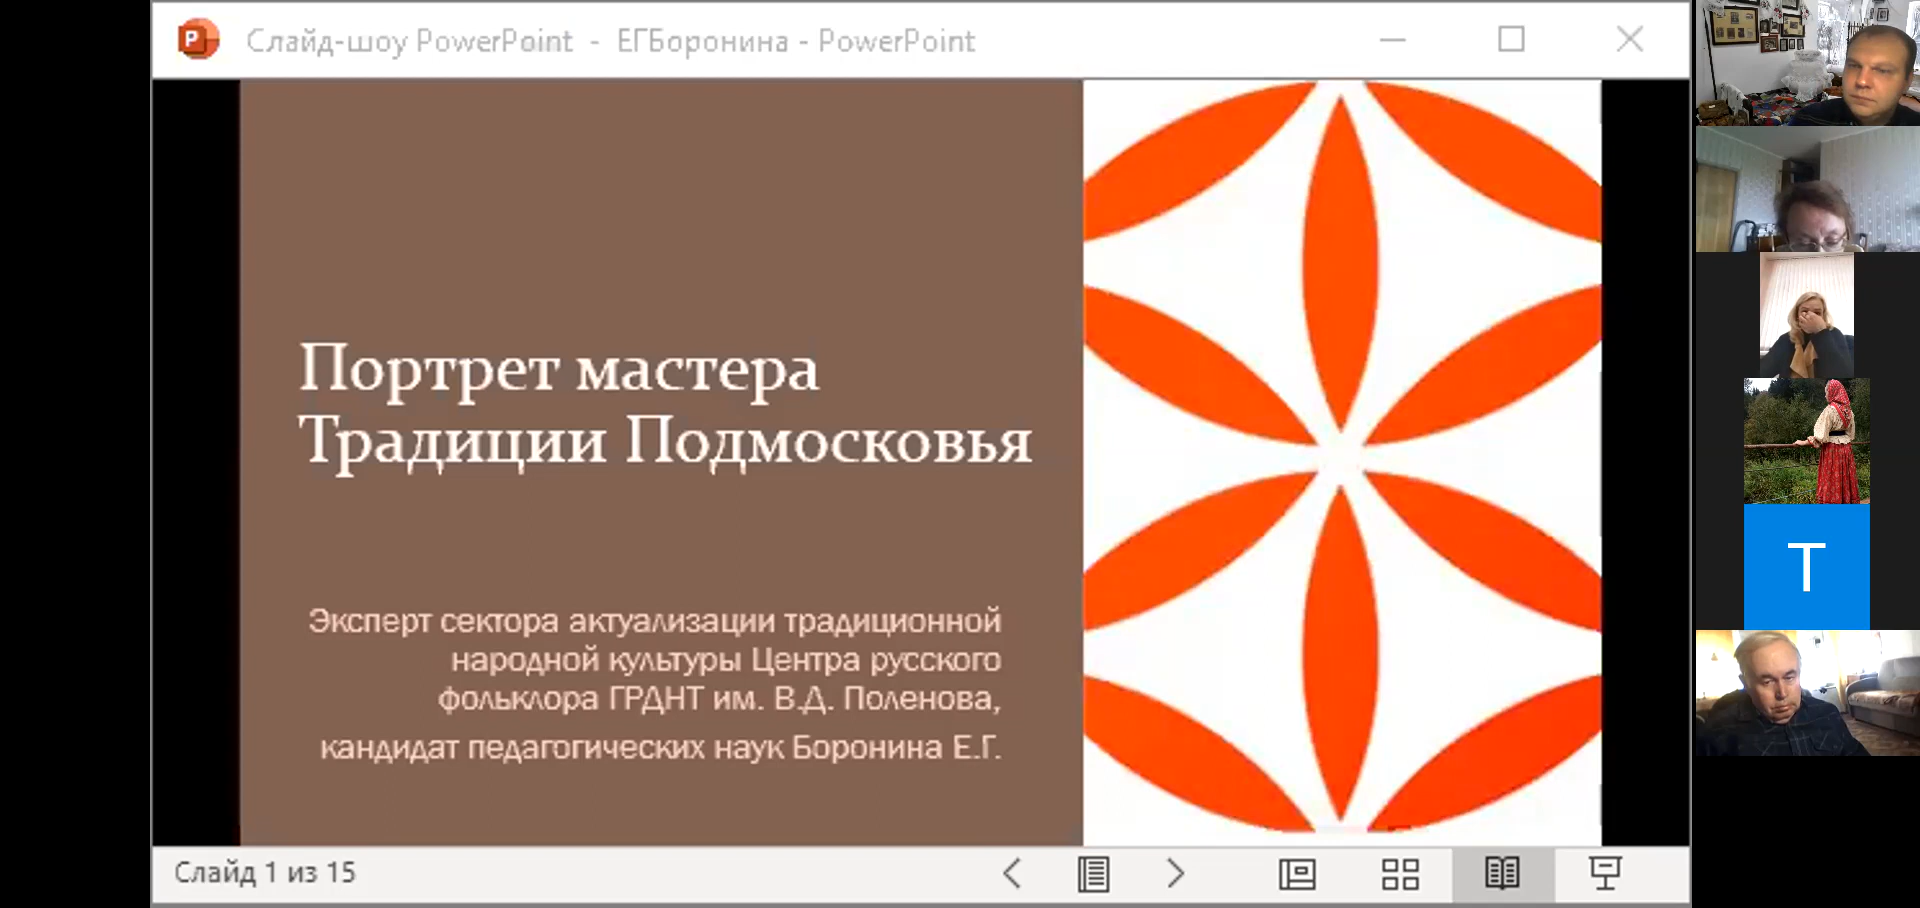 Слайд-шоу PowerPoint - ЕГБоронина - PowerPoint
Портрет мастера
Традиции Подмосковья
Эксперт сектора актуализации традиционной
народной культуры Центра русского
фольклора ГРДНТ им. В.Д. Поленова,
кандидат педагогических наук Боронина Е.Г.
Слайд 1 из 15
T